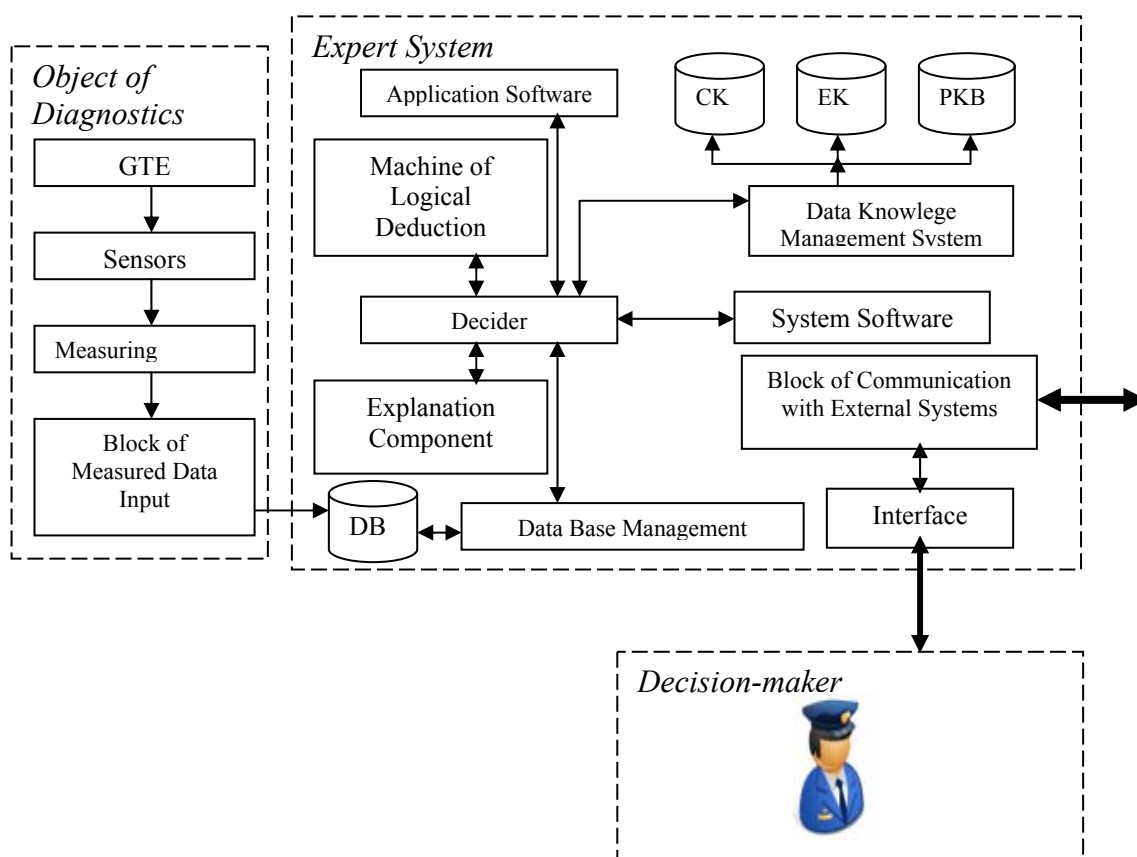 Object of
Diagnostics
GTE
Sensors
Measuring
Block of
Measured Data
Input
Expert System
Application Software
CK
EK
PKB
Machine of
Logical
Deduction
Data Knowlege
Management System
Decider
System Software
Explanation
Component
Block of Communication
with External Systems
DB
Data Base Management
Interface
Decision-maker